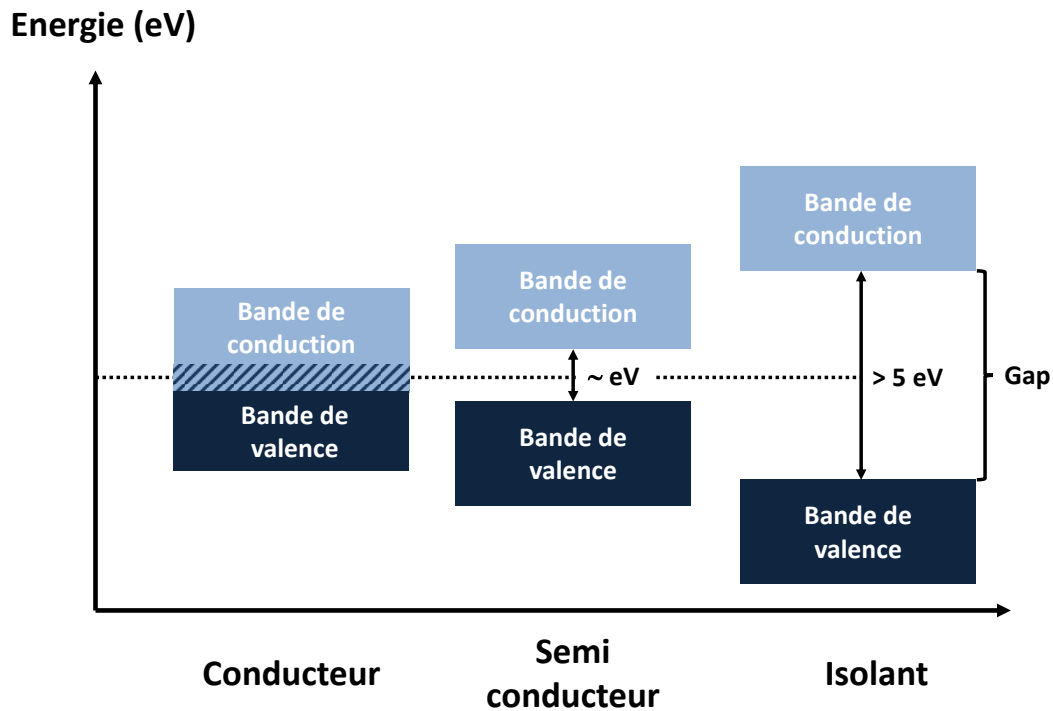 Energie (eV)
Bande de
conduction
Bande de
valence
Bande de
conduction
~ eV
Bande de
valence
Bande de
conduction
> 5 eV
Gap
Bande de
valence
Conducteur
Semi
conducteur
Isolant